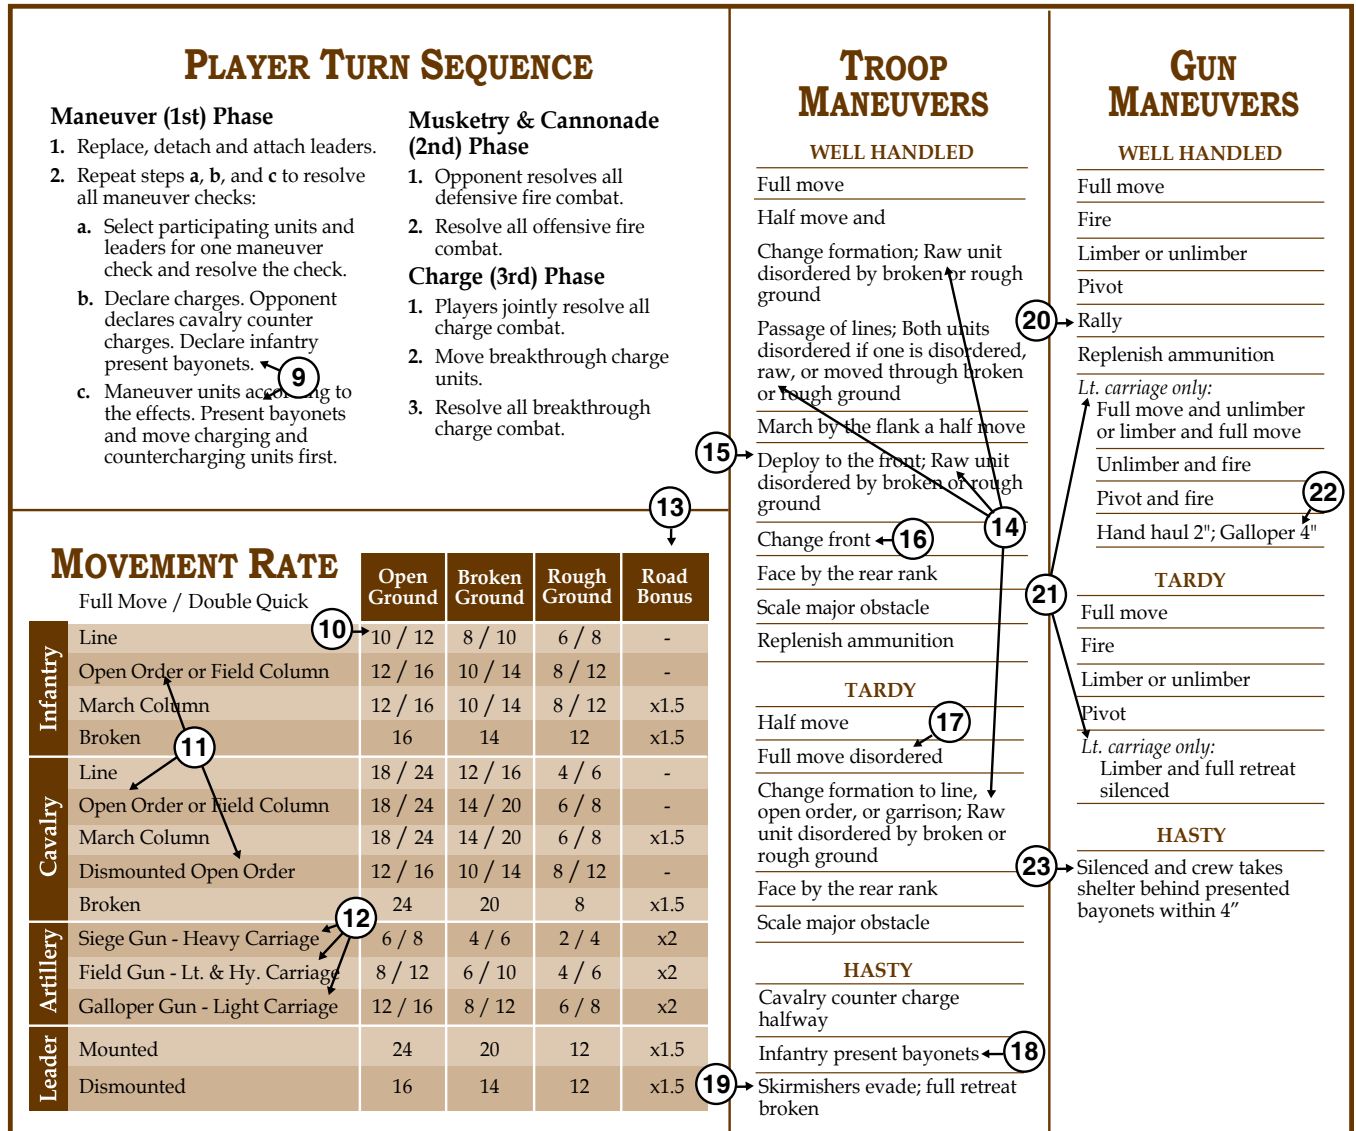 PLAYER TURN SEQUENCE
Maneuver (1st) Phase
1. Replace, detach and attach leaders.
2. Repeat steps a, b, and c to resolve
all maneuver checks:
a. Select participating units and
leaders for one maneuver
check and resolve the check.
b. Declare charges. Opponent
declares cavalry counter
charges. Declare infantry
present bayonets.
9
c. Maneuver units according to
the effects. Present bayonets
and move charging and
countercharging units first.
Musketry & Cannonade
(2nd) Phase
1. Opponent resolves all
defensive fire combat.
2. Resolve all offensive fire
combat.
Charge (3rd) Phase
1. Players jointly resolve all
charge combat.
2. Move breakthrough charge
units.
3. Resolve all breakthrough
charge combat.
13
MOVEMENT RATE
Full Move / Double Quick
Open Ground Broken Ground Rough Ground Road Bonus
Infantry
10
Line 10 / 12 8 / 10 6 / 8 -
Open Order or Field Column 12 / 16 10 / 14 8 / 12 -
March Column 12 / 16 10 / 14 8 / 12 x1.5
Broken 16 14 12 x1.5
11
Cavalry
Line 18 / 24 12 / 16 4 / 6 -
Open Order or Field Column 18 / 24 14 / 20 6 / 8 -
March Column 18 / 24 14 / 20 6 / 8 x1.5
Dismounted Open Order 12 / 16 10 / 14 8 / 12 -
Broken 24 20 8 x1.5
12
Artillery
Siege Gun - Heavy Carriage 6 / 8 4 / 6 2 / 4 x2
Field Gun - Lt. & Hy. Carriage 8 / 12 6 / 10 4 / 6 x2
Galloper Gun - Light Carriage 12 / 16 8 / 12 6 / 8 x2
Leader
Mounted 24 20 12 x1.5
Dismounted 16 14 12 x1.5
TROOP
MANEUVERS
WELL HANDLED
Full move
Half move and
Change formation; Raw unit
disordered by broken or rough
ground
Passage of lines; Both units
disordered if one is disordered,
raw, or moved through broken
or rough ground
March by the flank a half move
15
Deploy to the front; Raw unit
disordered by broken or rough
ground
14
Change front
16
Face by the rear rank
Scale major obstacle
Replenish ammunition
TARDY
Half move
17
Full move disordered
Change formation to line,
open order, or garrison; Raw
unit disordered by broken or
rough ground
Face by the rear rank
Scale major obstacle
HASTY
Cavalry counter charge
halfway
Infantry present bayonets
18
19
Skirmishers evade; full retreat
broken
GUN
MANEUVERS
WELL HANDLED
Full move
Fire
Limber or unlimber
Pivot
20
Rally
Replenish ammunition
Lt. carriage only:
Full move and unlimber
or limber and full move
Unlimber and fire
Pivot and fire
22
Hand haul 2"; Galloper 4"
21
TARDY
Full move
Fire
Limber or unlimber
Pivot
Lt. carriage only:
Limber and full retreat
silenced
HASTY
23
Silenced and crew takes
shelter behind presented
bayonets within 4”